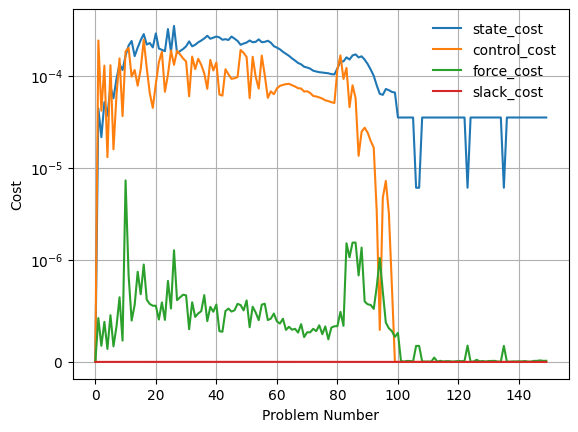 state_cost
control_cost
force_cost
slack_cost
10⁻⁴
10⁻⁵
10⁻⁶
0
Cost
0 20 40 60 80 100 120 140
Problem Number